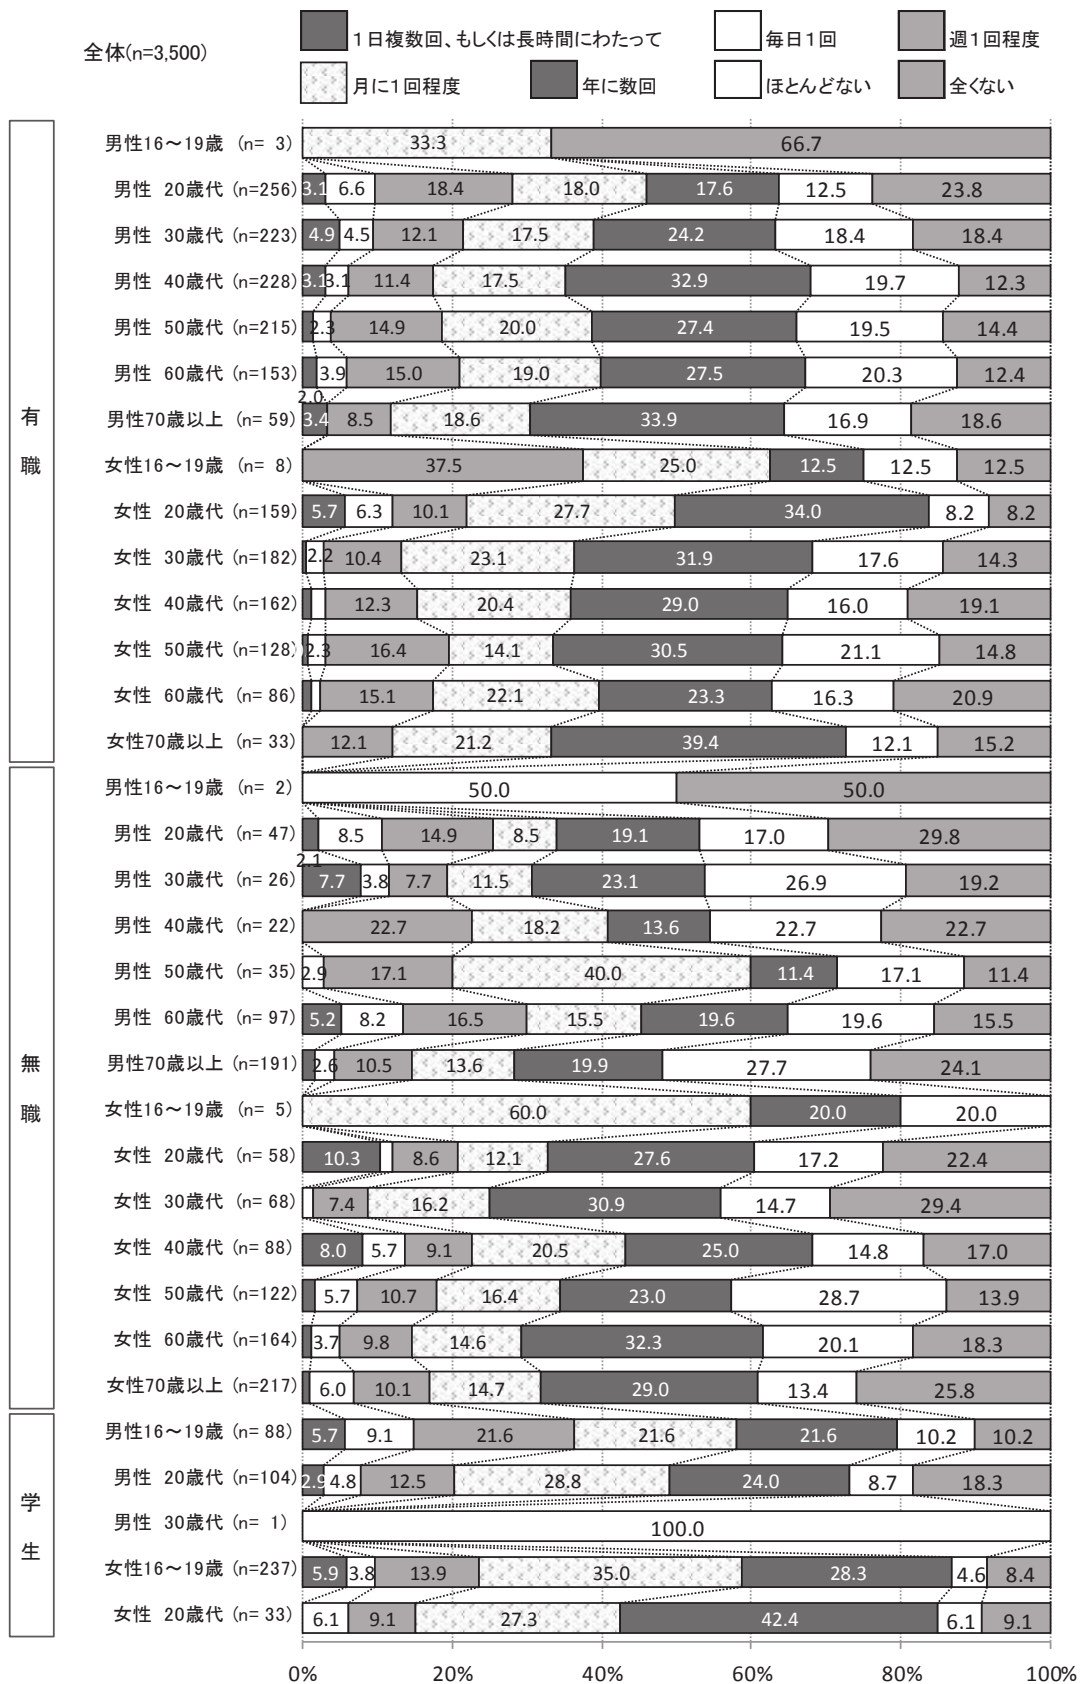 全体(n=3,500)
１日複数回、もしくは長時間にわたって 毎日１回 週１回程度
月に１回程度 年に数回 ほとんどない 全くない
有職
男性16～19歳 (n= 3) 33.3 66.7
男性 20歳代 (n=256) 3.1 6.6 18.4 18.0 17.6 12.5 23.8
男性 30歳代 (n=223) 4.9 4.5 12.1 17.5 24.2 18.4 18.4
男性 40歳代 (n=228) 3.1 3.1 11.4 17.5 32.9 19.7 12.3
男性 50歳代 (n=215) 2.3 14.9 20.0 27.4 19.5 14.4
男性 60歳代 (n=153) 2.0 3.9 15.0 19.0 27.5 20.3 12.4
男性70歳以上 (n= 59) 3.4 8.5 18.6 33.9 16.9 18.6
女性16～19歳 (n= 8) 37.5 25.0 12.5 12.5 12.5
女性 20歳代 (n=159) 5.7 6.3 10.1 27.7 34.0 8.2 8.2
女性 30歳代 (n=182) 2.2 10.4 23.1 31.9 17.6 14.3
女性 40歳代 (n=162) 12.3 20.4 29.0 16.0 19.1
女性 50歳代 (n=128) 2.3 16.4 14.1 30.5 21.1 14.8
女性 60歳代 (n= 86) 15.1 22.1 23.3 16.3 20.9
女性70歳以上 (n= 33) 12.1 21.2 39.4 12.1 15.2
無職
男性16～19歳 (n= 2) 50.0 50.0
男性 20歳代 (n= 47) 2.1 8.5 14.9 8.5 19.1 17.0 29.8
男性 30歳代 (n= 26) 7.7 3.8 7.7 11.5 23.1 26.9 19.2
男性 40歳代 (n= 22) 22.7 18.2 13.6 22.7 22.7
男性 50歳代 (n= 35) 2.9 17.1 40.0 11.4 17.1 11.4
男性 60歳代 (n= 97) 5.2 8.2 16.5 15.5 19.6 19.6 15.5
男性70歳以上 (n=191) 2.6 10.5 13.6 19.9 27.7 24.1
女性16～19歳 (n= 5) 60.0 20.0 20.0
女性 20歳代 (n= 58) 10.3 8.6 12.1 27.6 17.2 22.4
女性 30歳代 (n= 68) 7.4 16.2 30.9 14.7 29.4
女性 40歳代 (n= 88) 8.0 5.7 9.1 20.5 25.0 14.8 17.0
女性 50歳代 (n=122) 5.7 10.7 16.4 23.0 28.7 13.9
女性 60歳代 (n=164) 3.7 9.8 14.6 32.3 20.1 18.3
女性70歳以上 (n=217) 6.0 10.1 14.7 29.0 13.4 25.8
学生
男性16～19歳 (n= 88) 5.7 9.1 21.6 21.6 21.6 10.2 10.2
男性 20歳代 (n=104) 2.9 4.8 12.5 28.8 24.0 8.7 18.3
男性 30歳代 (n= 1) 100.0
女性16～19歳 (n=237) 5.9 3.8 13.9 35.0 28.3 4.6 8.4
女性 20歳代 (n= 33) 6.1 9.1 27.3 42.4 6.1 9.1
0% 20% 40% 60% 80% 100%